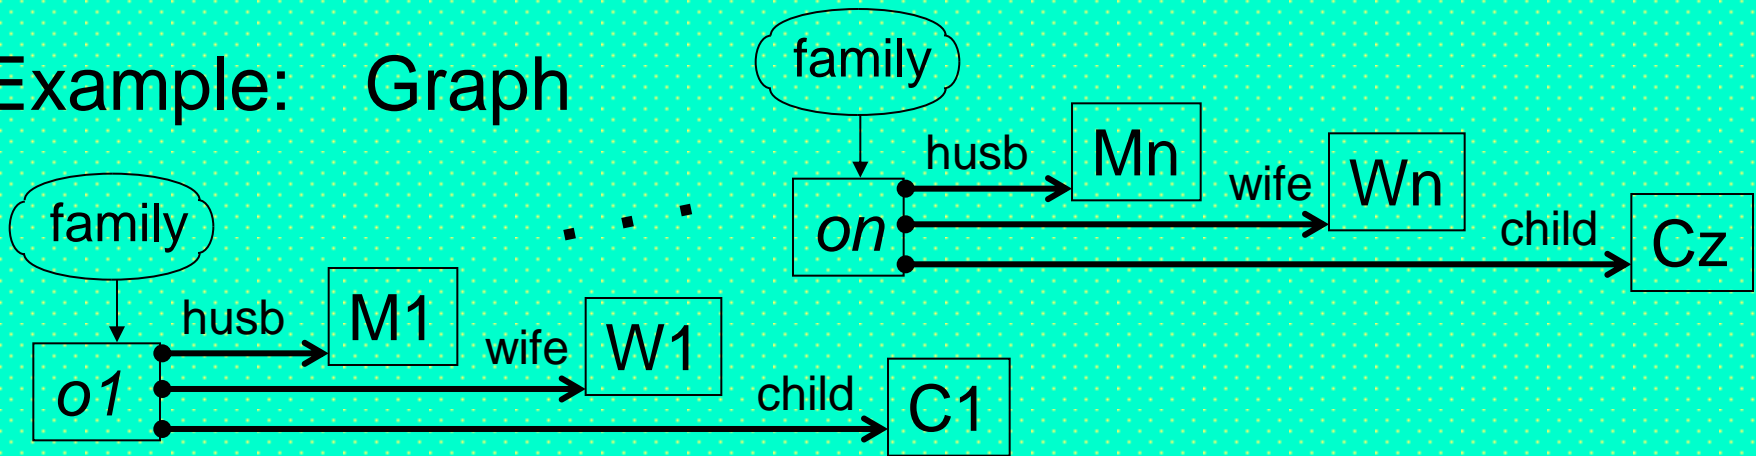 Example: Graph
family
husb
Mn
wife
Wn
child
Cz
on
. . .
family
husb
M1
wife
W1
child
C1
o1